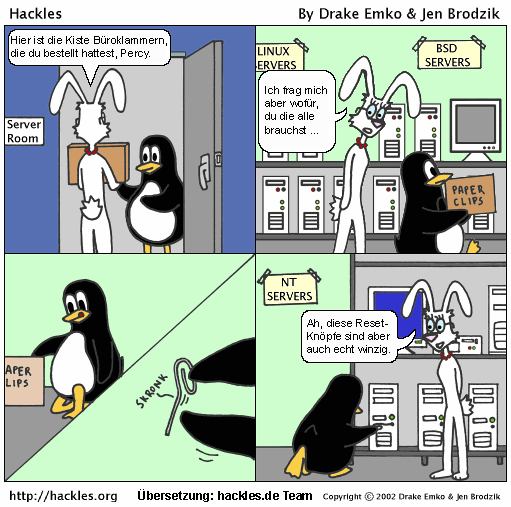 Hackles
By Drake Emko & Jen Brodzik
Hier ist die Kiste Büroklammern,
die du bestellt hattest, Percy.
Server
Room
LINUX
SERVERS
BSD
SERVERS
Ich frag mich
aber wofür,
du die alle
brauchst ...
PAPER
CLIPS
APER
LIPS
SKRONK
NT
SERVERS
Ah, diese Reset-
Knöpfe sind aber
auch echt winzig.
http://hackles.org
Übersetzung: hackles.de Team
Copyright © 2002 Drake Emko & Jen Brodzik